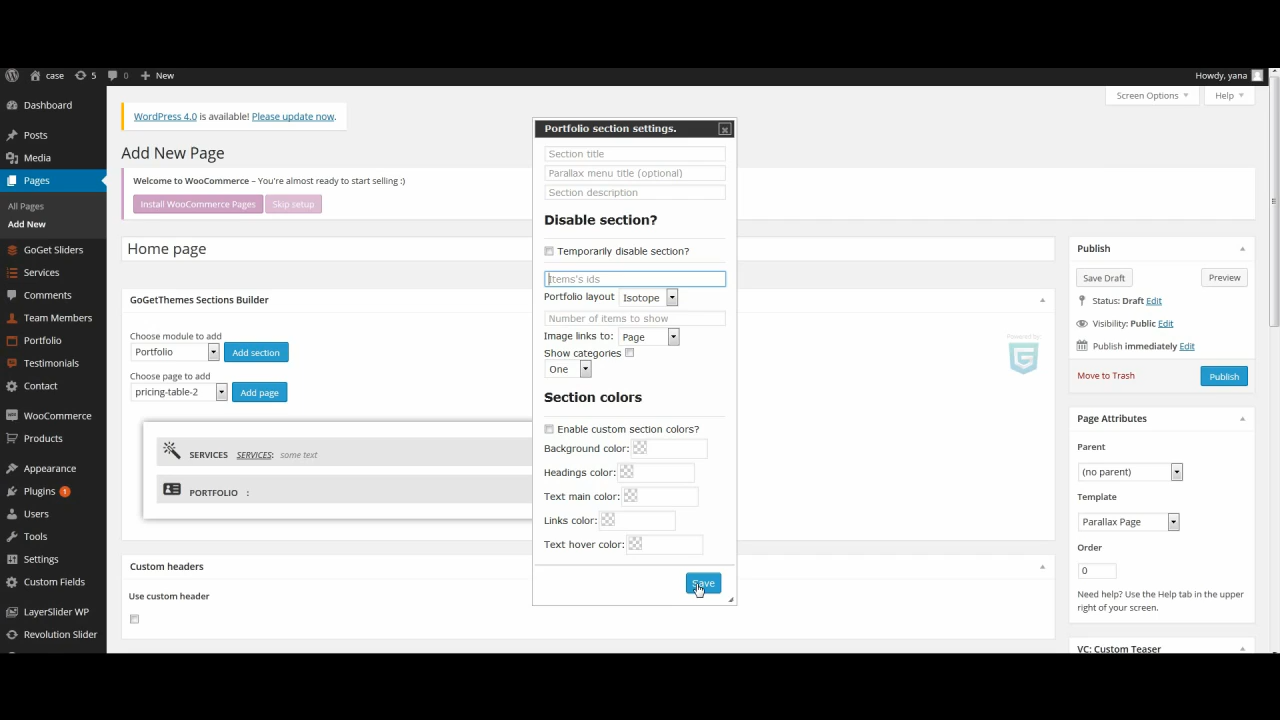 case
5
0
New
Howdy, yana
Dashboard
Posts
Media
Pages
All Pages
Add New
GoGet Sliders
Services
Comments
Team Members
Portfolio
Testimonials
Contact
WooCommerce
Products
Appearance
Plugins 1
Users
Tools
Settings
Custom Fields
LayerSlider WP
Revolution Slider
Screen Options
Help
WordPress 4.0 is available! Please update now.
Add New Page
Welcome to WooCommerce – You're almost ready to start selling :)
Install WooCommerce Pages
Skip setup
Home page
GoGetThemes Sections Builder
Choose module to add
Portfolio
Add section
Choose page to add
pricing-table-2
Add page
Powered by:
SERVICES SERVICES: some text
PORTFOLIO :
Custom headers
Use custom header
Portfolio section settings.
Section title
Parallax menu title (optional)
Section description
Disable section?
Temporarily disable section?
Items's ids
Portfolio layout Isotope
Number of items to show
Image links to: Page
Show categories
One
Section colors
Enable custom section colors?
Background color:
Headings color:
Text main color:
Links color:
Text hover color:
Save
Publish
Save Draft
Preview
Status: Draft Edit
Visibility: Public Edit
Publish immediately Edit
Move to Trash
Publish
Page Attributes
Parent
(no parent)
Template
Parallax Page
Order
0
Need help? Use the Help tab in the upper
right of your screen.
VC: Custom Teaser